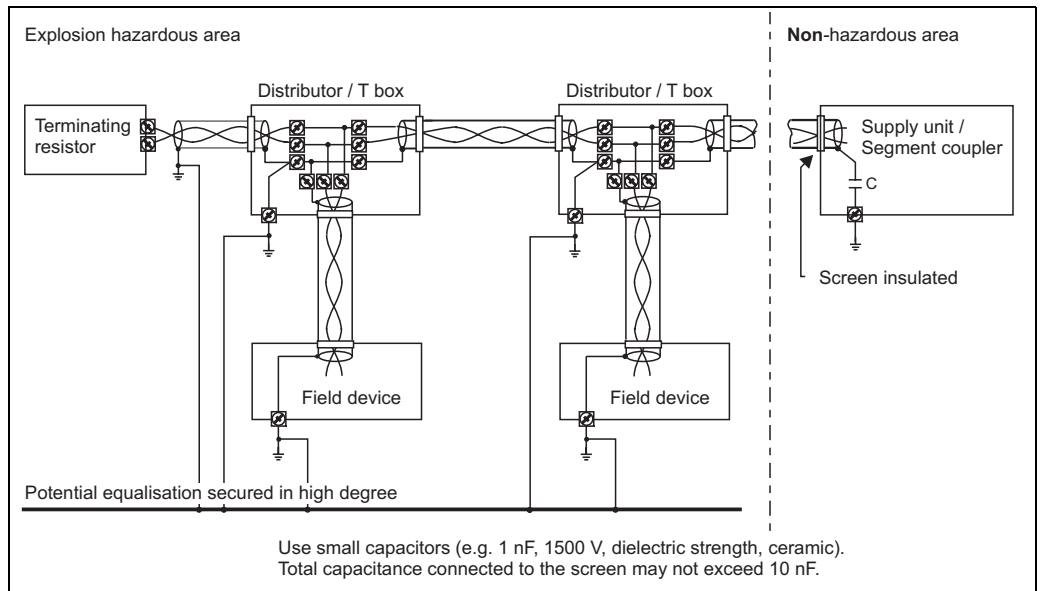 Explosion hazardous area
Non-hazardous area
Distributor / T box
Distributor / T box
Terminating
resistor
Supply unit /
Segment coupler
C
Screen insulated
Field device
Field device
Potential equalisation secured in high degree
Use small capacitors (e.g. 1 nF, 1500 V, dielectric strength, ceramic).
Total capacitance connected to the screen may not exceed 10 nF.